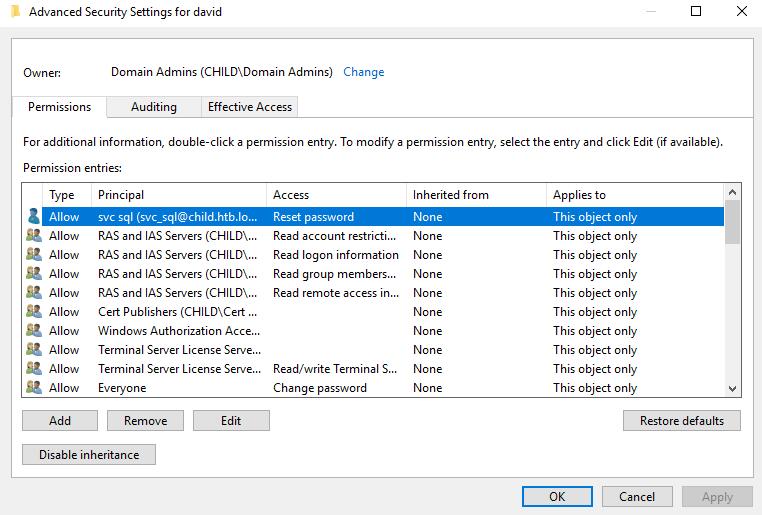 Advanced Security Settings for david
Owner: Domain Admins (CHILD\Domain Admins) Change
Permissions Auditing Effective Access
For additional information, double-click a permission entry. To modify a permission entry, select the entry and click Edit (if available).
Permission entries:
Type Principal Access Inherited from Applies to
Allow svc sql (svc_sql@child.htb.lo... Reset password None This object only
Allow RAS and IAS Servers (CHILD\... Read account restricti... None This object only
Allow RAS and IAS Servers (CHILD\... Read logon information None This object only
Allow RAS and IAS Servers (CHILD\... Read group members... None This object only
Allow RAS and IAS Servers (CHILD\... Read remote access in... None This object only
Allow Cert Publishers (CHILD\Cert ... None This object only
Allow Windows Authorization Acce... None This object only
Allow Terminal Server License Serve... None This object only
Allow Terminal Server License Serve... Read/write Terminal S... None This object only
Allow Everyone Change password None This object only
Add Remove Edit Restore defaults
Disable inheritance
OK Cancel Apply